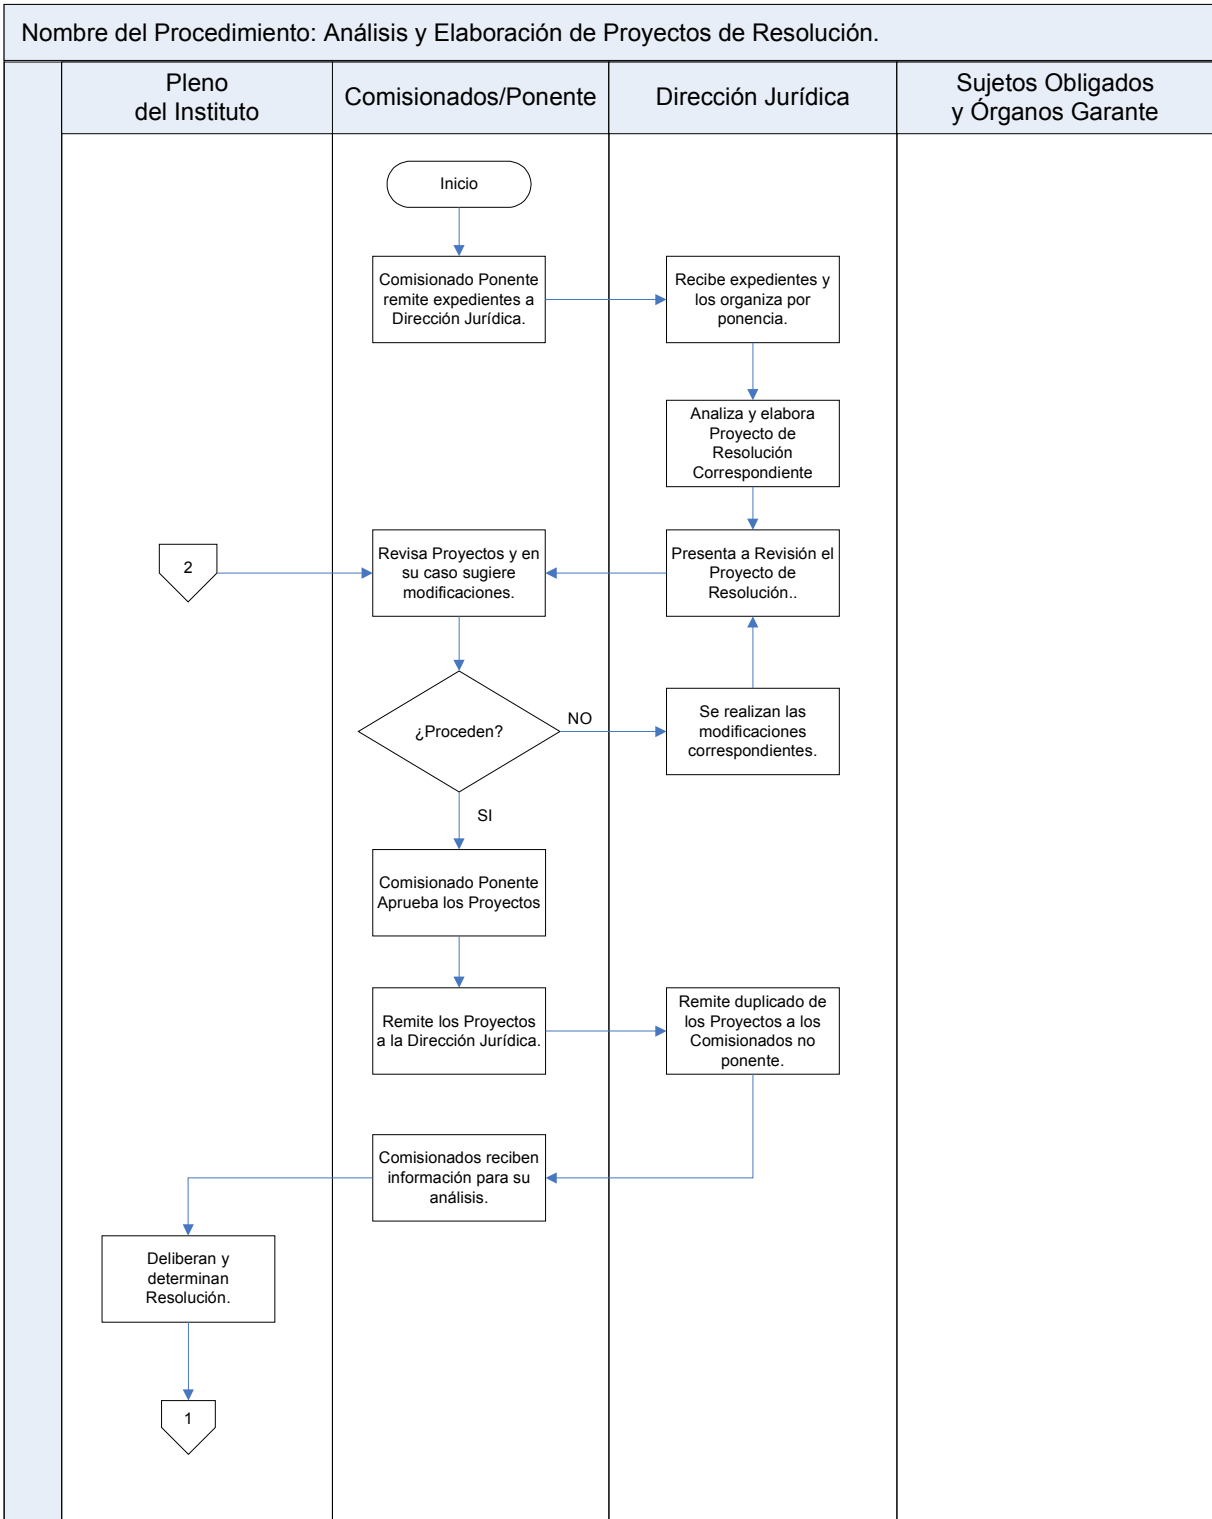 Nombre del Procedimiento: Análisis y Elaboración de Proyectos de Resolución.
Pleno
del Instituto
Comisionados/Ponente
Dirección Jurídica
Sujetos Obligados
y Órganos Garante
Inicio
Comisionado Ponente
remite expedientes a
Dirección Jurídica.
Recibe expedientes y
los organiza por
ponencia.
Analiza y elabora
Proyecto de
Resolución
Correspondiente
2
Revisa Proyectos y en
su caso sugiere
modificaciones.
Presenta a Revisión el
Proyecto de
Resolución..
¿Proceden?
NO
Se realizan las
modificaciones
correspondientes.
SI
Comisionado Ponente
Aprueba los Proyectos
Remite los Proyectos
a la Dirección Jurídica.
Remite duplicado de
los Proyectos a los
Comisionados no
ponente.
Comisionados reciben
información para su
análisis.
Deliberan y
determinan
Resolución.
1